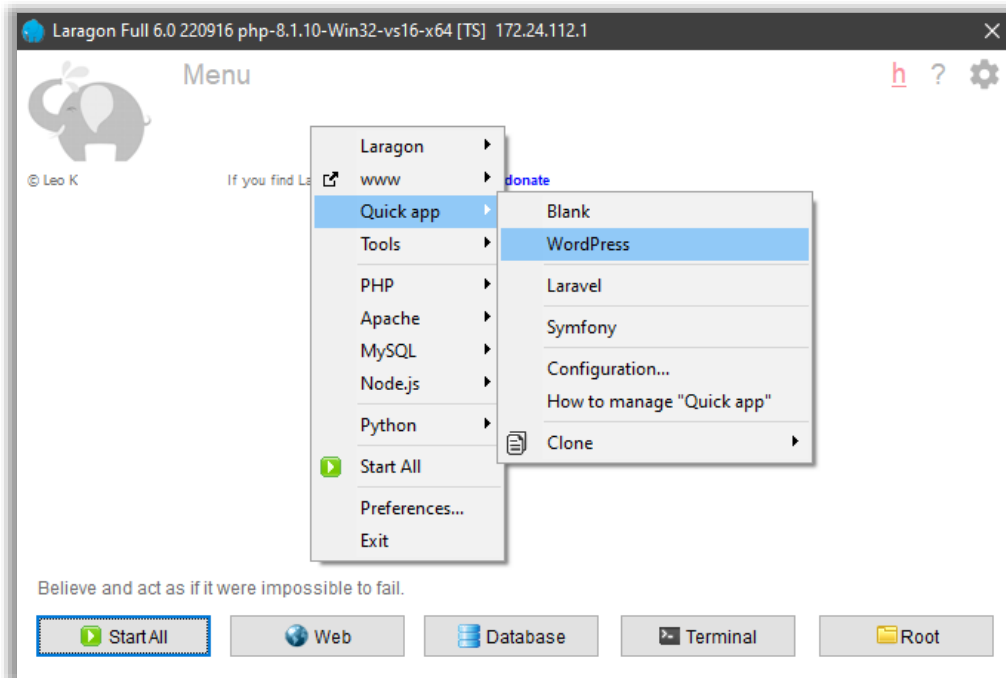 Laragon Full 6.0 220916 php-8.1.10-Win32-vs16-x64 [TS] 172.24.112.1
Menu
h ?
© Leo K
If you find La
donate
Laragon
www
Quick app
Tools
PHP
Apache
MySQL
Node.js
Python
Start All
Preferences...
Exit
Blank
WordPress
Laravel
Symfony
Configuration...
How to manage "Quick app"
Clone
Believe and act as if it were impossible to fail.
Start All
Web
Database
Terminal
Root